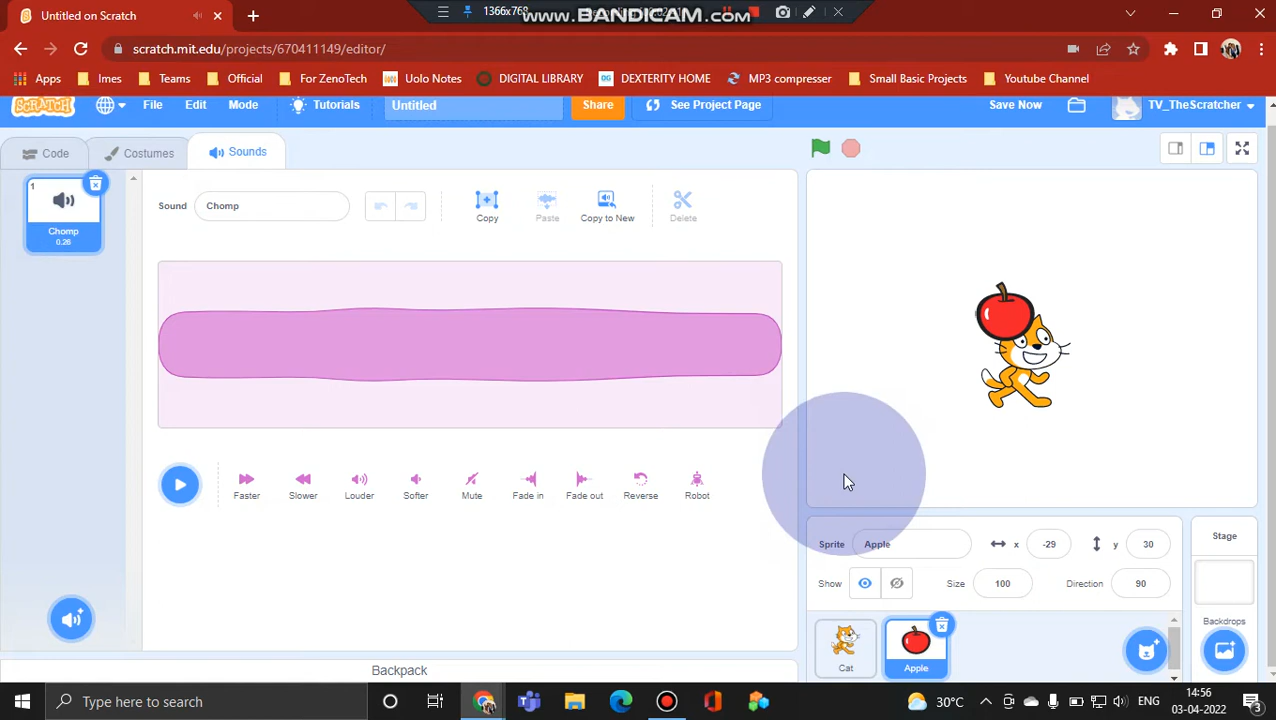 Untitled on Scratch
1366x768
www.BANDICAM.com
scratch.mit.edu/projects/670411149/editor/
Apps Imes Teams Official For ZenoTech Uolo Notes DIGITAL LIBRARY DEXTERITY HOME MP3 compresser Small Basic Projects Youtube Channel
SCRATCH File Edit Mode Tutorials Untitled Share See Project Page Save Now TV_TheScratcher
Code Costumes Sounds
1
Chomp
0.26
Sound Chomp
Copy Paste Copy to New Delete
Faster Slower Louder Softer Mute Fade in Fade out Reverse Robot
Sprite Apple x -29 y 30
Show Size 100 Direction 90
Cat Apple
Stage
Backdrops
Backpack
Type here to search
30°C ENG
14:56
03-04-2022
3